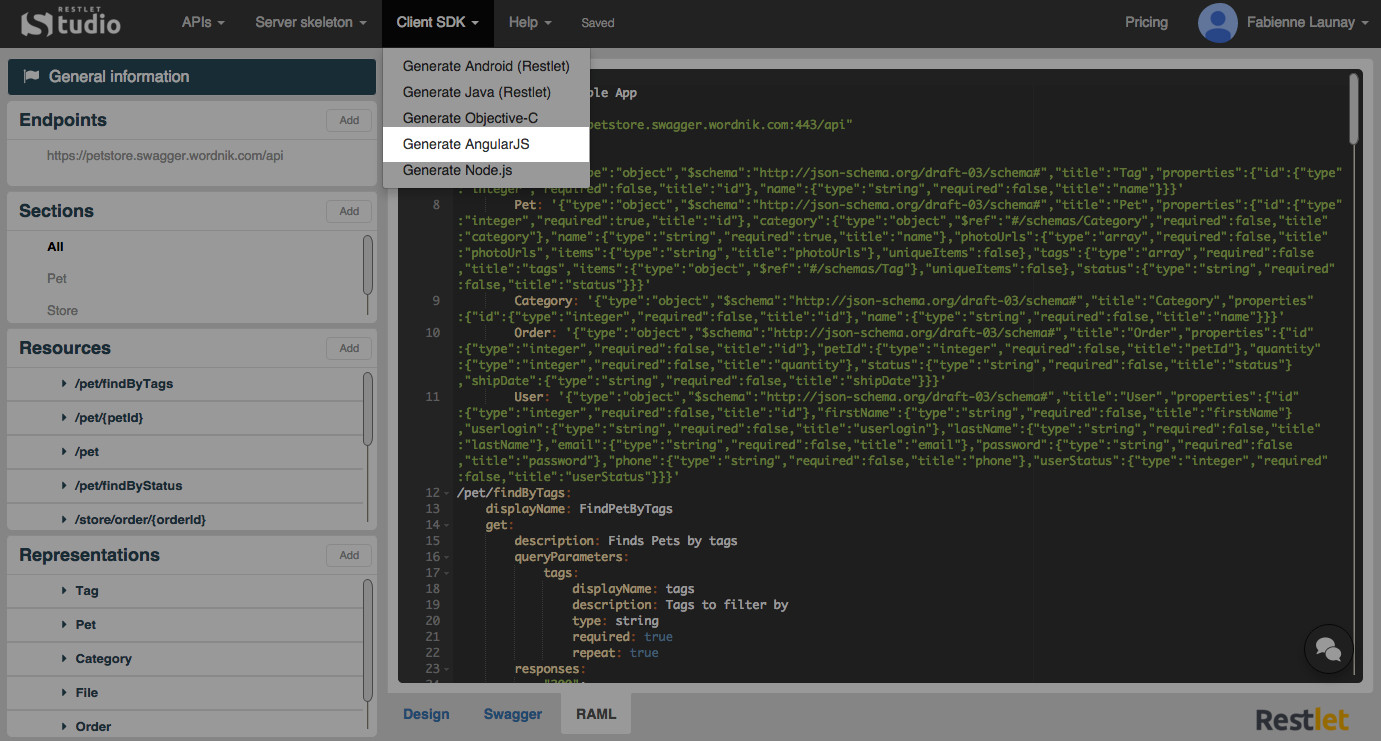 RESTLET
Studio
APIs
Server skeleton
Client SDK
Help
Saved
Pricing
Fabienne Launay
General information
Endpoints
Add
https://petstore.swagger.wordnik.com/api
Sections
Add
All
Pet
Store
Resources
Add
/pet/findByTags
/pet/{petId}
/pet
/pet/findByStatus
/store/order/{orderId}
Representations
Add
Tag
Pet
Category
File
Order
Generate Android (Restlet)
Generate Java (Restlet)
Generate Objective-C
Generate AngularJS
Generate Node.js
ple App
petstore.swagger.wordnik.com:443/api"
pe":"object","$schema":"http://json-schema.org/draft-03/schema#","title":"Tag","properties":{"id":{"type"
:"integer","required":false,"title":"id"},"name":{"type":"string","required":false,"title":"name"}}}'
8 Pet: '{"type":"object","$schema":"http://json-schema.org/draft-03/schema#","title":"Pet","properties":{"id":{"type"
:"integer","required":true,"title":"id"},"category":{"type":"object","$ref":"#/schemas/Category","required":false,"title"
:"category"},"name":{"type":"string","required":true,"title":"name"},"photoUrls":{"type":"array","required":false,"title"
:"photoUrls","items":{"type":"string","title":"photoUrls"},"uniqueItems":false},"tags":{"type":"array","required":false
,"title":"tags","items":{"type":"object","$ref":"#/schemas/Tag"},"uniqueItems":false},"status":{"type":"string","required"
:false,"title":"status"}}}'
9 Category: '{"type":"object","$schema":"http://json-schema.org/draft-03/schema#","title":"Category","properties"
:{"id":{"type":"integer","required":false,"title":"id"},"name":{"type":"string","required":false,"title":"name"}}}'
10 Order: '{"type":"object","$schema":"http://json-schema.org/draft-03/schema#","title":"Order","properties":{"id"
:{"type":"integer","required":false,"title":"id"},"petId":{"type":"integer","required":false,"title":"petId"},"quantity"
:{"type":"integer","required":false,"title":"quantity"},"status":{"type":"string","required":false,"title":"status"}
,"shipDate":{"type":"string","required":false,"title":"shipDate"}}}'
11 User: '{"type":"object","$schema":"http://json-schema.org/draft-03/schema#","title":"User","properties":{"id"
:{"type":"integer","required":false,"title":"id"},"firstName":{"type":"string","required":false,"title":"firstName"}
,"userlogin":{"type":"string","required":false,"title":"userlogin"},"lastName":{"type":"string","required":false,"title"
:"lastName"},"email":{"type":"string","required":false,"title":"email"},"password":{"type":"string","required":false
,"title":"password"},"phone":{"type":"string","required":false,"title":"phone"},"userStatus":{"type":"integer","required"
:false,"title":"userStatus"}}}'
12 /pet/findByTags:
13 displayName: FindPetByTags
14 get:
15 description: Finds Pets by tags
16 queryParameters:
17 tags:
18 displayName: tags
19 description: Tags to filter by
20 type: string
21 required: true
22 repeat: true
23 responses:
Design
Swagger
RAML
Restlet